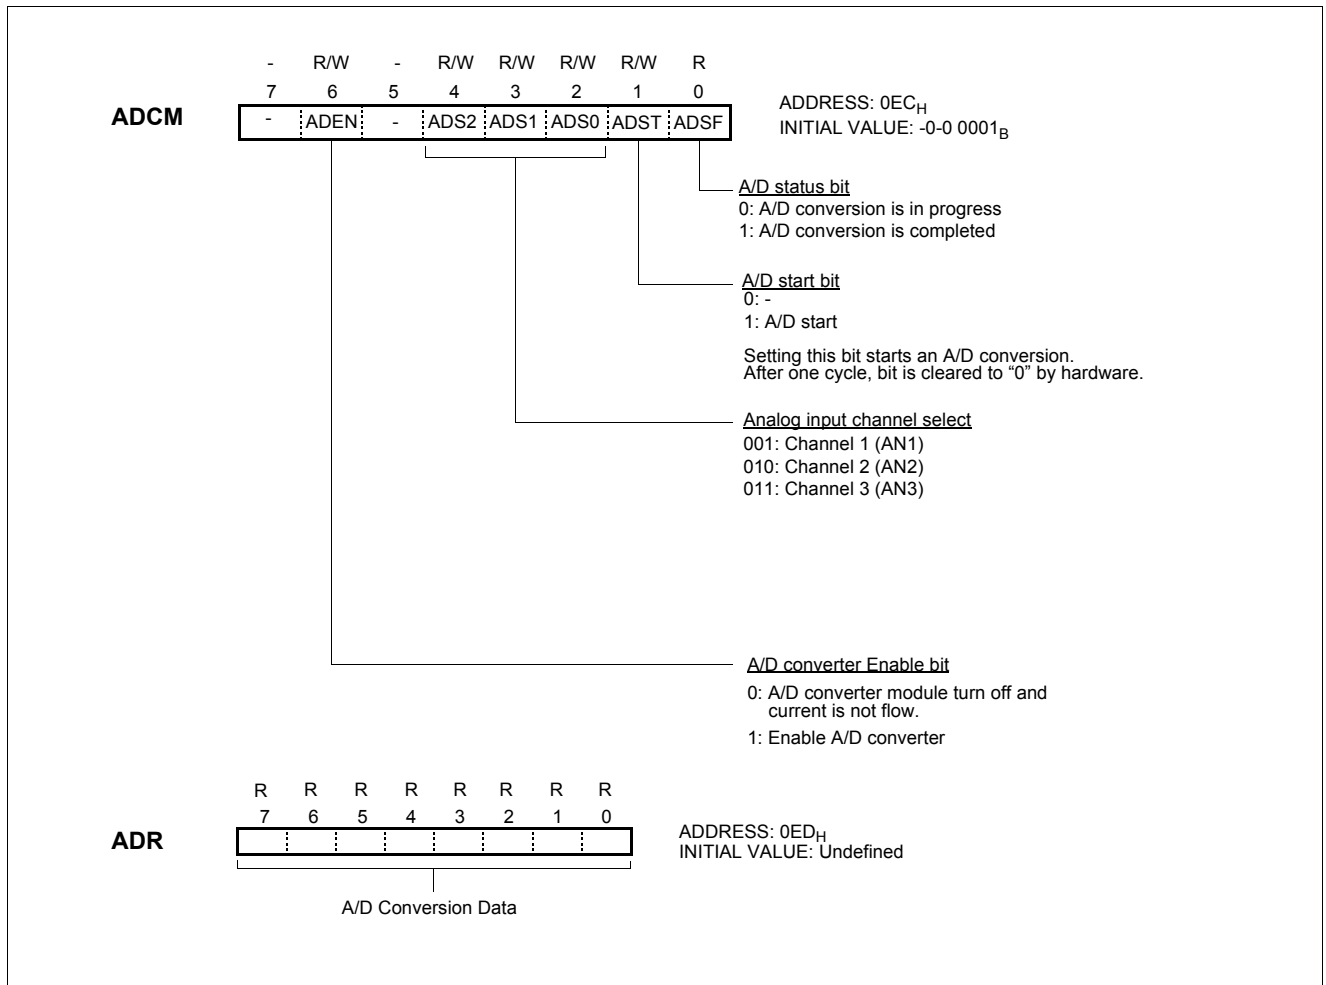 - R/W - R/W R/W R/W R/W R
7 6 5 4 3 2 1 0
ADCM - ADEN - ADS2 ADS1 ADS0 ADST ADSF
ADDRESS: 0ECH
INITIAL VALUE: -0-0 0001B
A/D status bit
0: A/D conversion is in progress
1: A/D conversion is completed
A/D start bit
0: -
1: A/D start
Setting this bit starts an A/D conversion.
After one cycle, bit is cleared to “0” by hardware.
Analog input channel select
001: Channel 1 (AN1)
010: Channel 2 (AN2)
011: Channel 3 (AN3)
A/D converter Enable bit
0: A/D converter module turn off and
current is not flow.
1: Enable A/D converter
R R R R R R R R
7 6 5 4 3 2 1 0
ADR
ADDRESS: 0EDH
INITIAL VALUE: Undefined
A/D Conversion Data